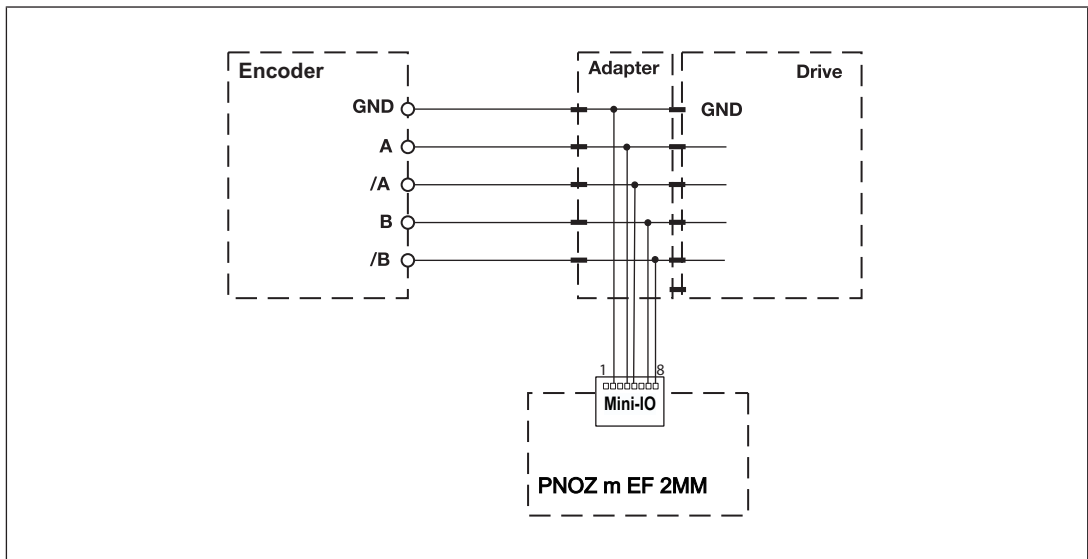 Encoder
Adapter
Drive
GND
GND
A
/A
B
/B
1
8
Mini-IO
PNOZ m EF 2MM